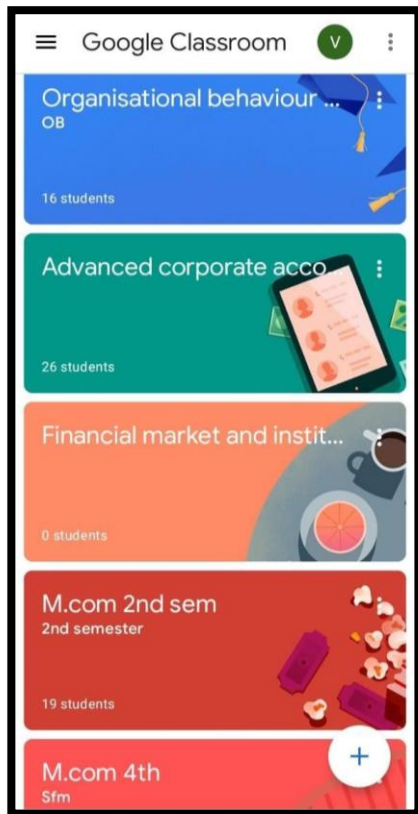 Google Classroom
V
Organisational behaviour ...
OB
16 students
Advanced corporate acco...
26 students
Financial market and instit...
0 students
M.com 2nd sem
2nd semester
19 students
M.com 4th
Sfm